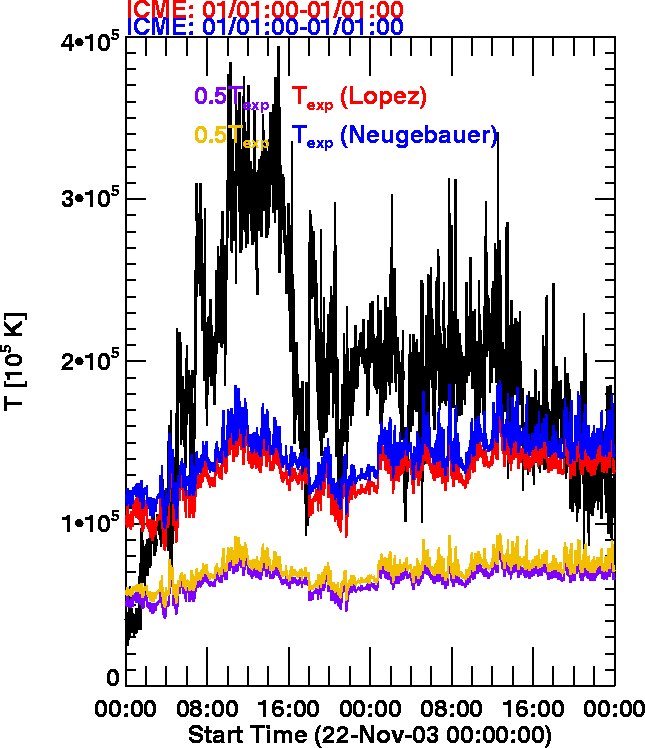 ICME: 01/01:00-01/01:00
ICME: 01/01:00-01/01:00
4•10⁵
0.5Texp Texp (Lopez)
0.5Texp Texp (Neugebauer)
3•10⁵
2•10⁵
1•10⁵
0
T [10⁵ K]
00:00 08:00 16:00 00:00 08:00 16:00 00:00
Start Time (22-Nov-03 00:00:00)